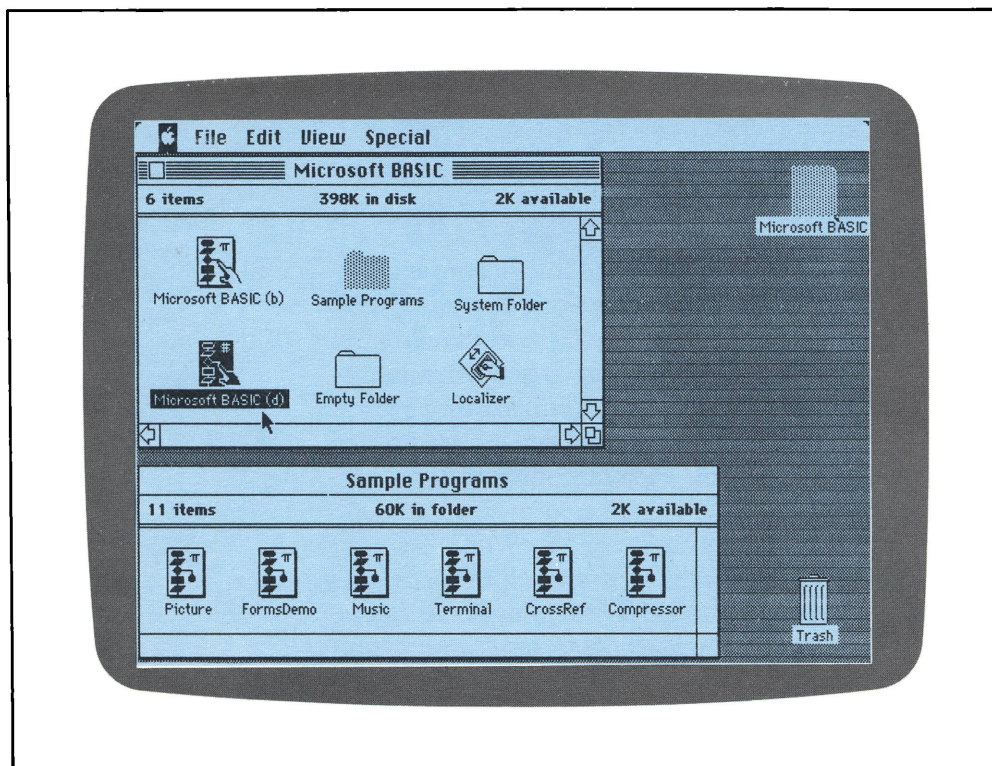 File Edit View Special
Microsoft BASIC
6 items 398K in disk 2K available
Microsoft BASIC (b) Sample Programs System Folder
Microsoft BASIC (d) Empty Folder Localizer
Microsoft BASIC
Sample Programs
11 items 60K in folder 2K available
Picture FormsDemo Music Terminal CrossRef Compressor
Trash